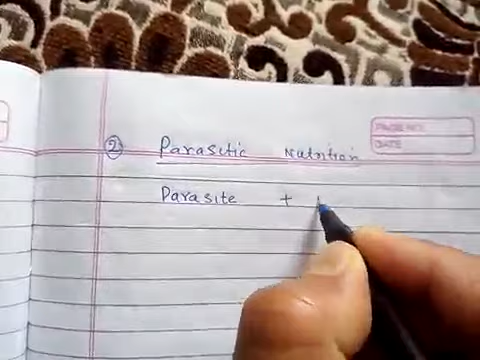 PAGE NO.
DATE
② Parasitic Nutrition
Parasite +